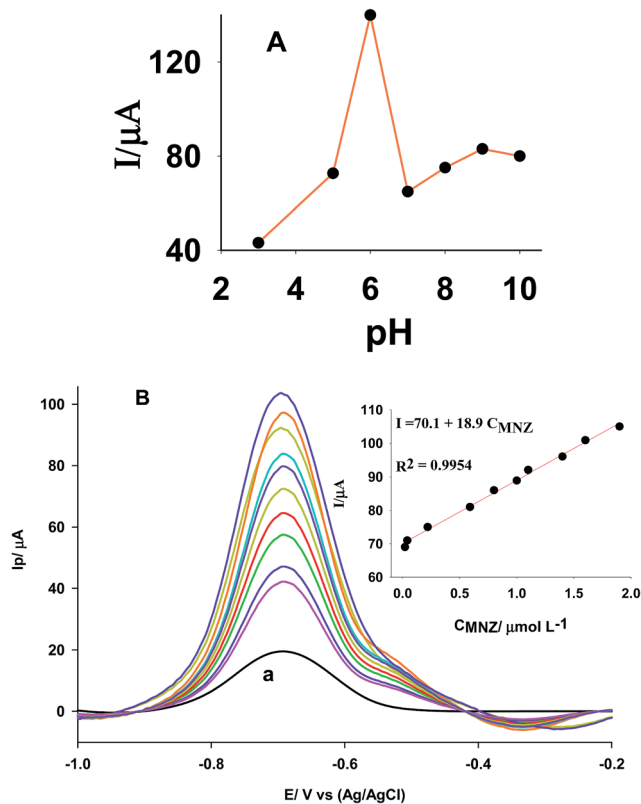 A
I/μA
120
80
40
2 4 6 8 10
pH
B
Ip/ μA
100
80
60
40
20
0
a
-1.0 -0.8 -0.6 -0.4 -0.2
E/ V vs (Ag/AgCl)
I =70.1 + 18.9 CMNZ
R2 = 0.9954
I/μA
110
100
90
80
70
60
0.0 0.5 1.0 1.5 2.0
CMNZ/ μmol L-1